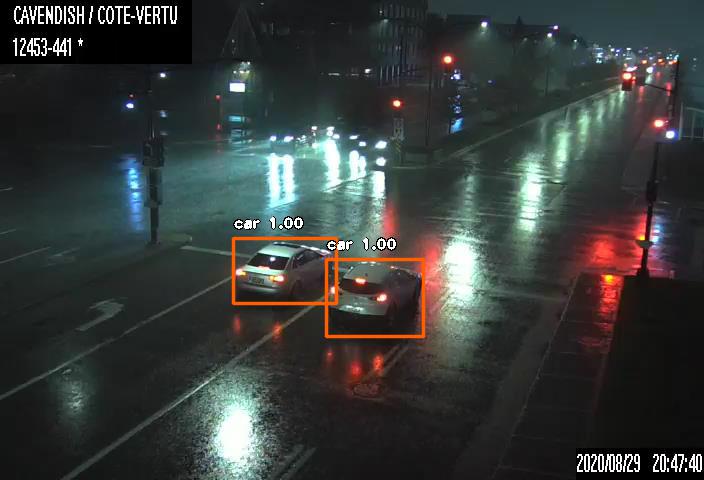 CAVENDISH / COTE-VERTU
12453-441 *
car 1.00
car 1.00
2020/08/29 20:47:40